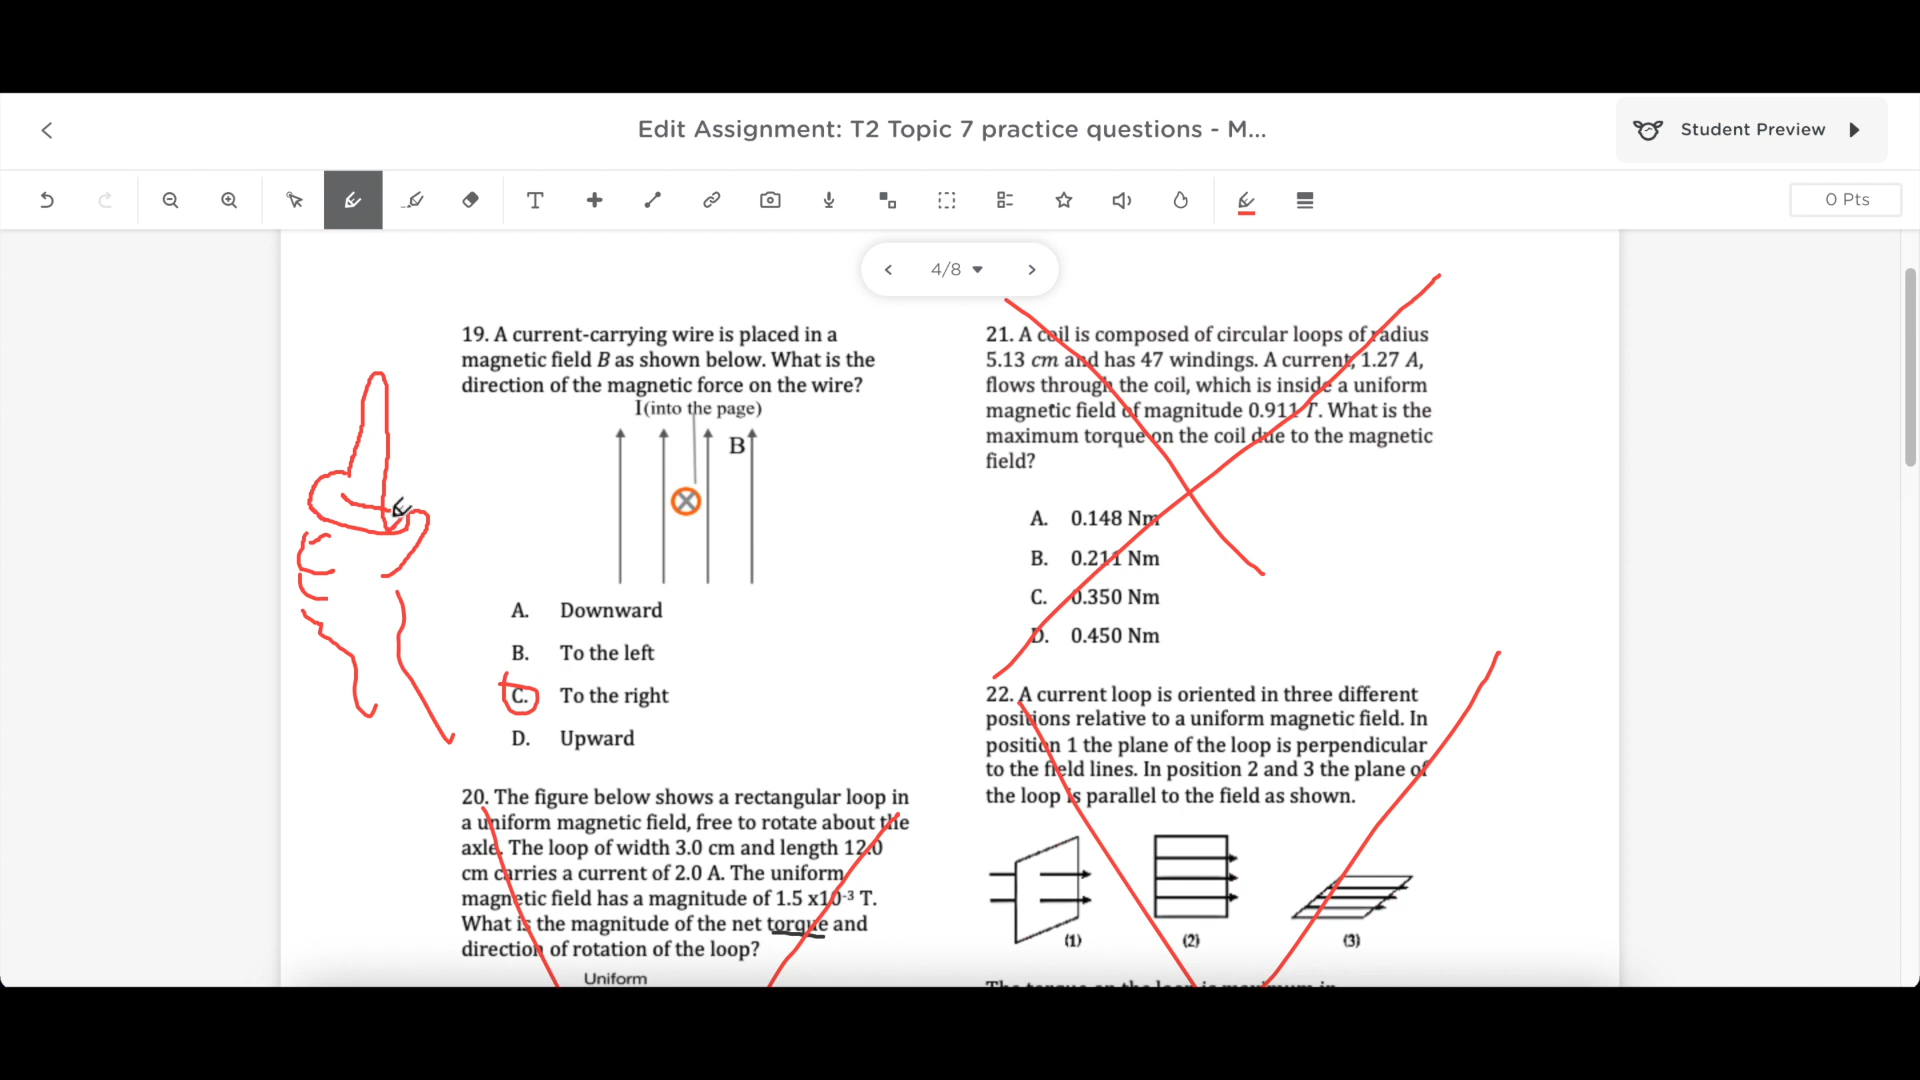 Edit Assignment: T2 Topic 7 practice questions - M...
Student Preview
0 Pts
4/8
19. A current-carrying wire is placed in a
magnetic field B as shown below. What is the
direction of the magnetic force on the wire?
I(into the page)
B
A. Downward
B. To the left
C. To the right
D. Upward
20. The figure below shows a rectangular loop in
a uniform magnetic field, free to rotate about the
axle. The loop of width 3.0 cm and length 12.0
cm carries a current of 2.0 A. The uniform
magnetic field has a magnitude of 1.5 x10-3 T.
What is the magnitude of the net torque and
direction of rotation of the loop?
Uniform
21. A coil is composed of circular loops of radius
5.13 cm and has 47 windings. A current, 1.27 A,
flows through the coil, which is inside a uniform
magnetic field of magnitude 0.911 T. What is the
maximum torque on the coil due to the magnetic
field?
A. 0.148 Nm
B. 0.211 Nm
C. 0.350 Nm
D. 0.450 Nm
22. A current loop is oriented in three different
positions relative to a uniform magnetic field. In
position 1 the plane of the loop is perpendicular
to the field lines. In position 2 and 3 the plane of
the loop is parallel to the field as shown.
(1) (2) (3)
The torque on the loop is maximum in